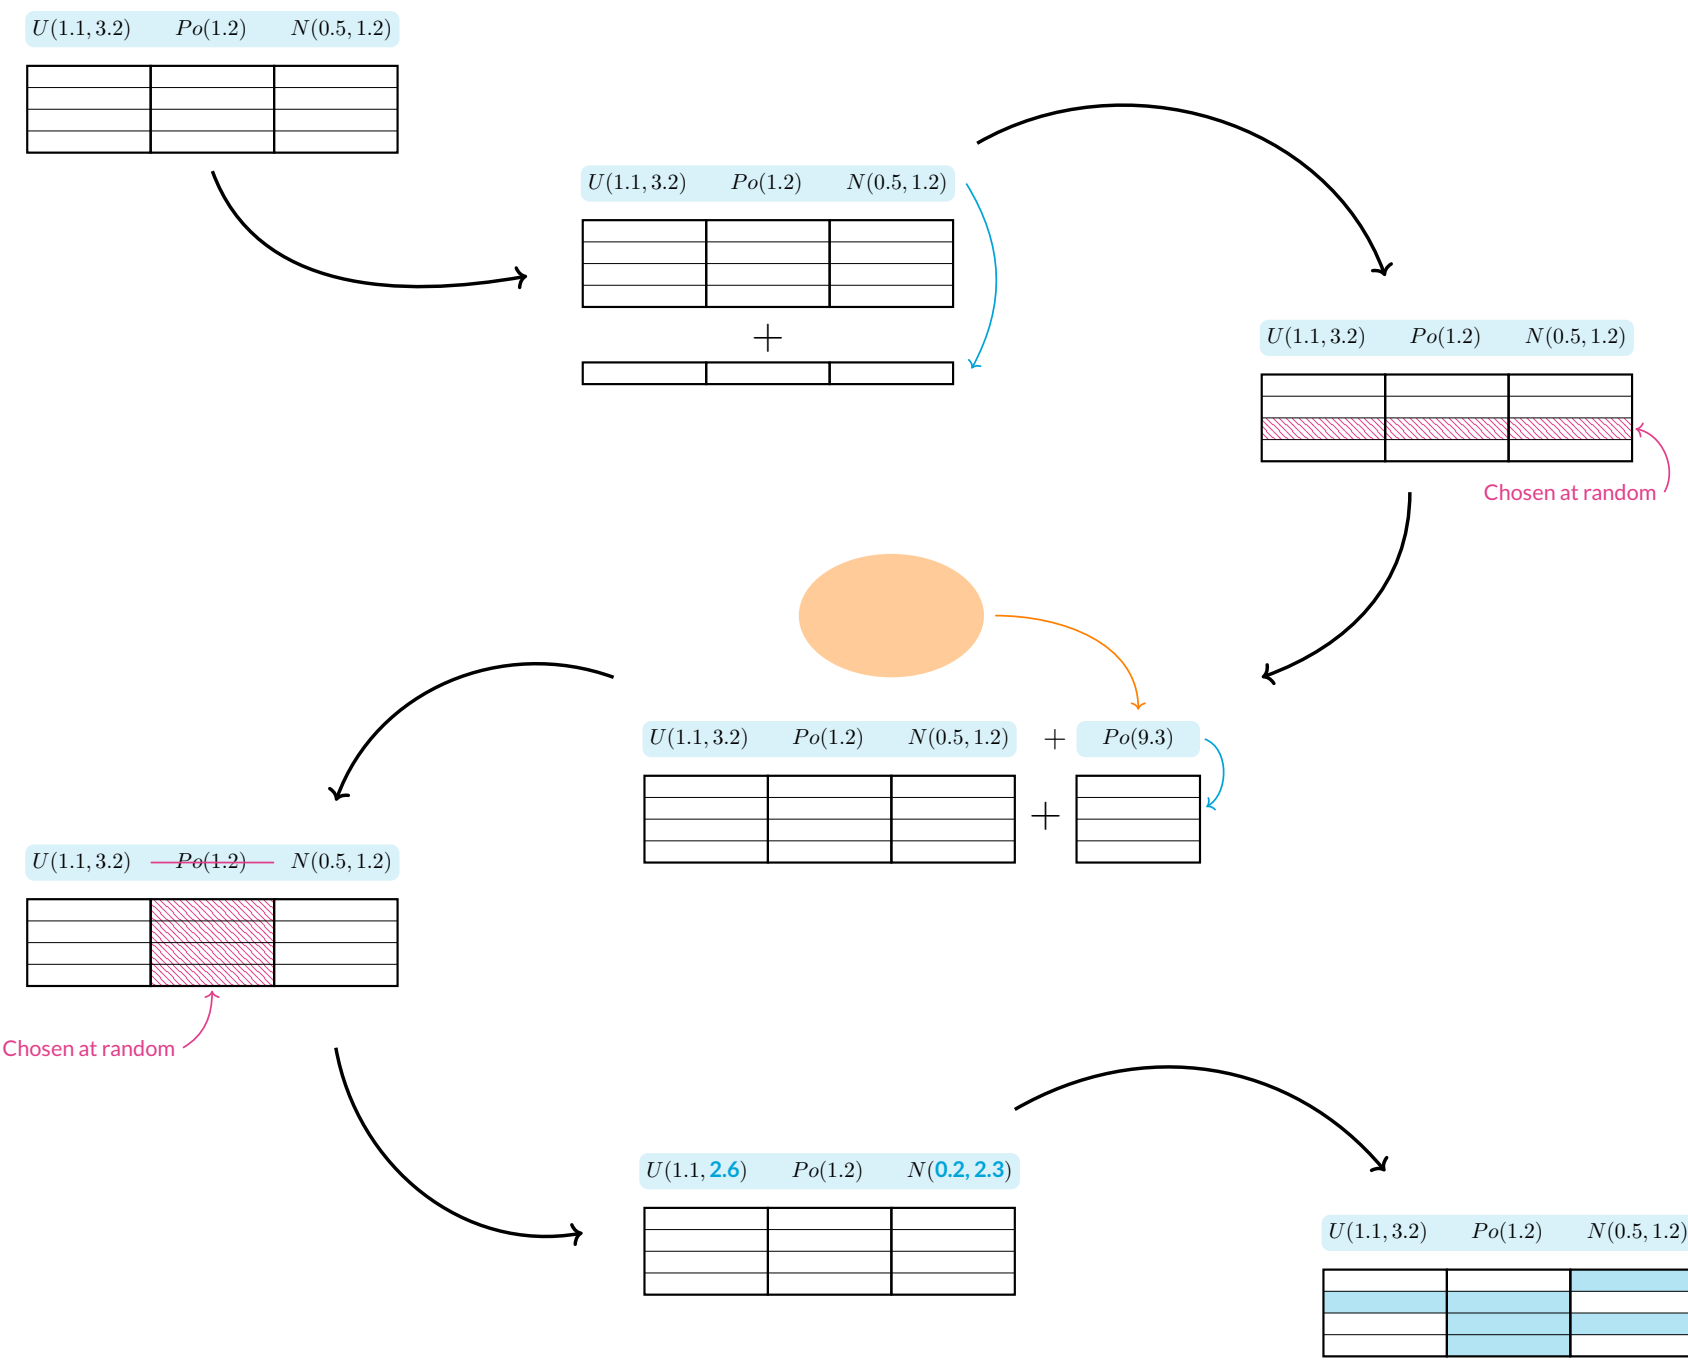 U(1.1, 3.2) Po(1.2) N(0.5, 1.2)
U(1.1, 3.2) Po(1.2) N(0.5, 1.2)
+
U(1.1, 3.2) Po(1.2) N(0.5, 1.2)
Chosen at random
U(1.1, 3.2) Po(1.2) N(0.5, 1.2) + Po(9.3)
+
U(1.1, 3.2) Po(1.2) N(0.5, 1.2)
Chosen at random
U(1.1, 2.6) Po(1.2) N(0.2, 2.3)
U(1.1, 3.2) Po(1.2) N(0.5, 1.2)